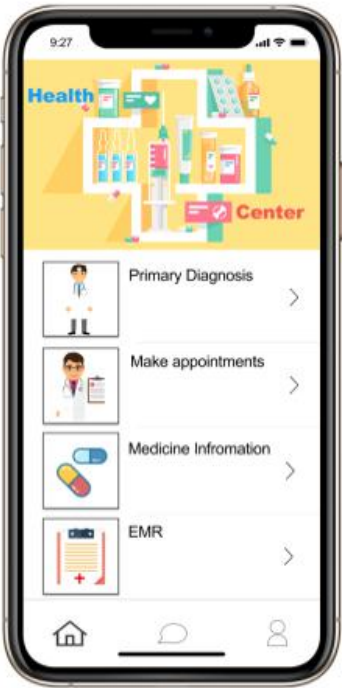 9:27
Health
Center
Primary Diagnosis
Make appointments
Medicine Infromation
EMR